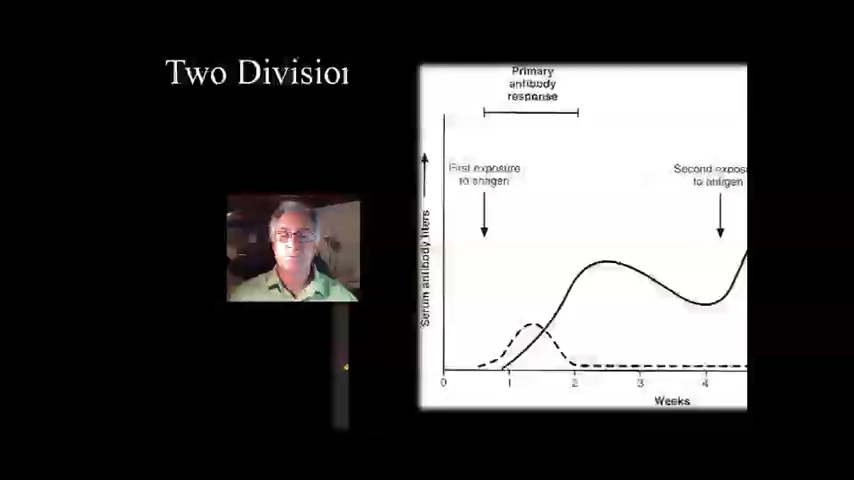 Two Division
Primary
antibody
response
First exposure
to antigen
Second expos
to antigen
Serum antibody titers
0 1 2 3 4
Weeks